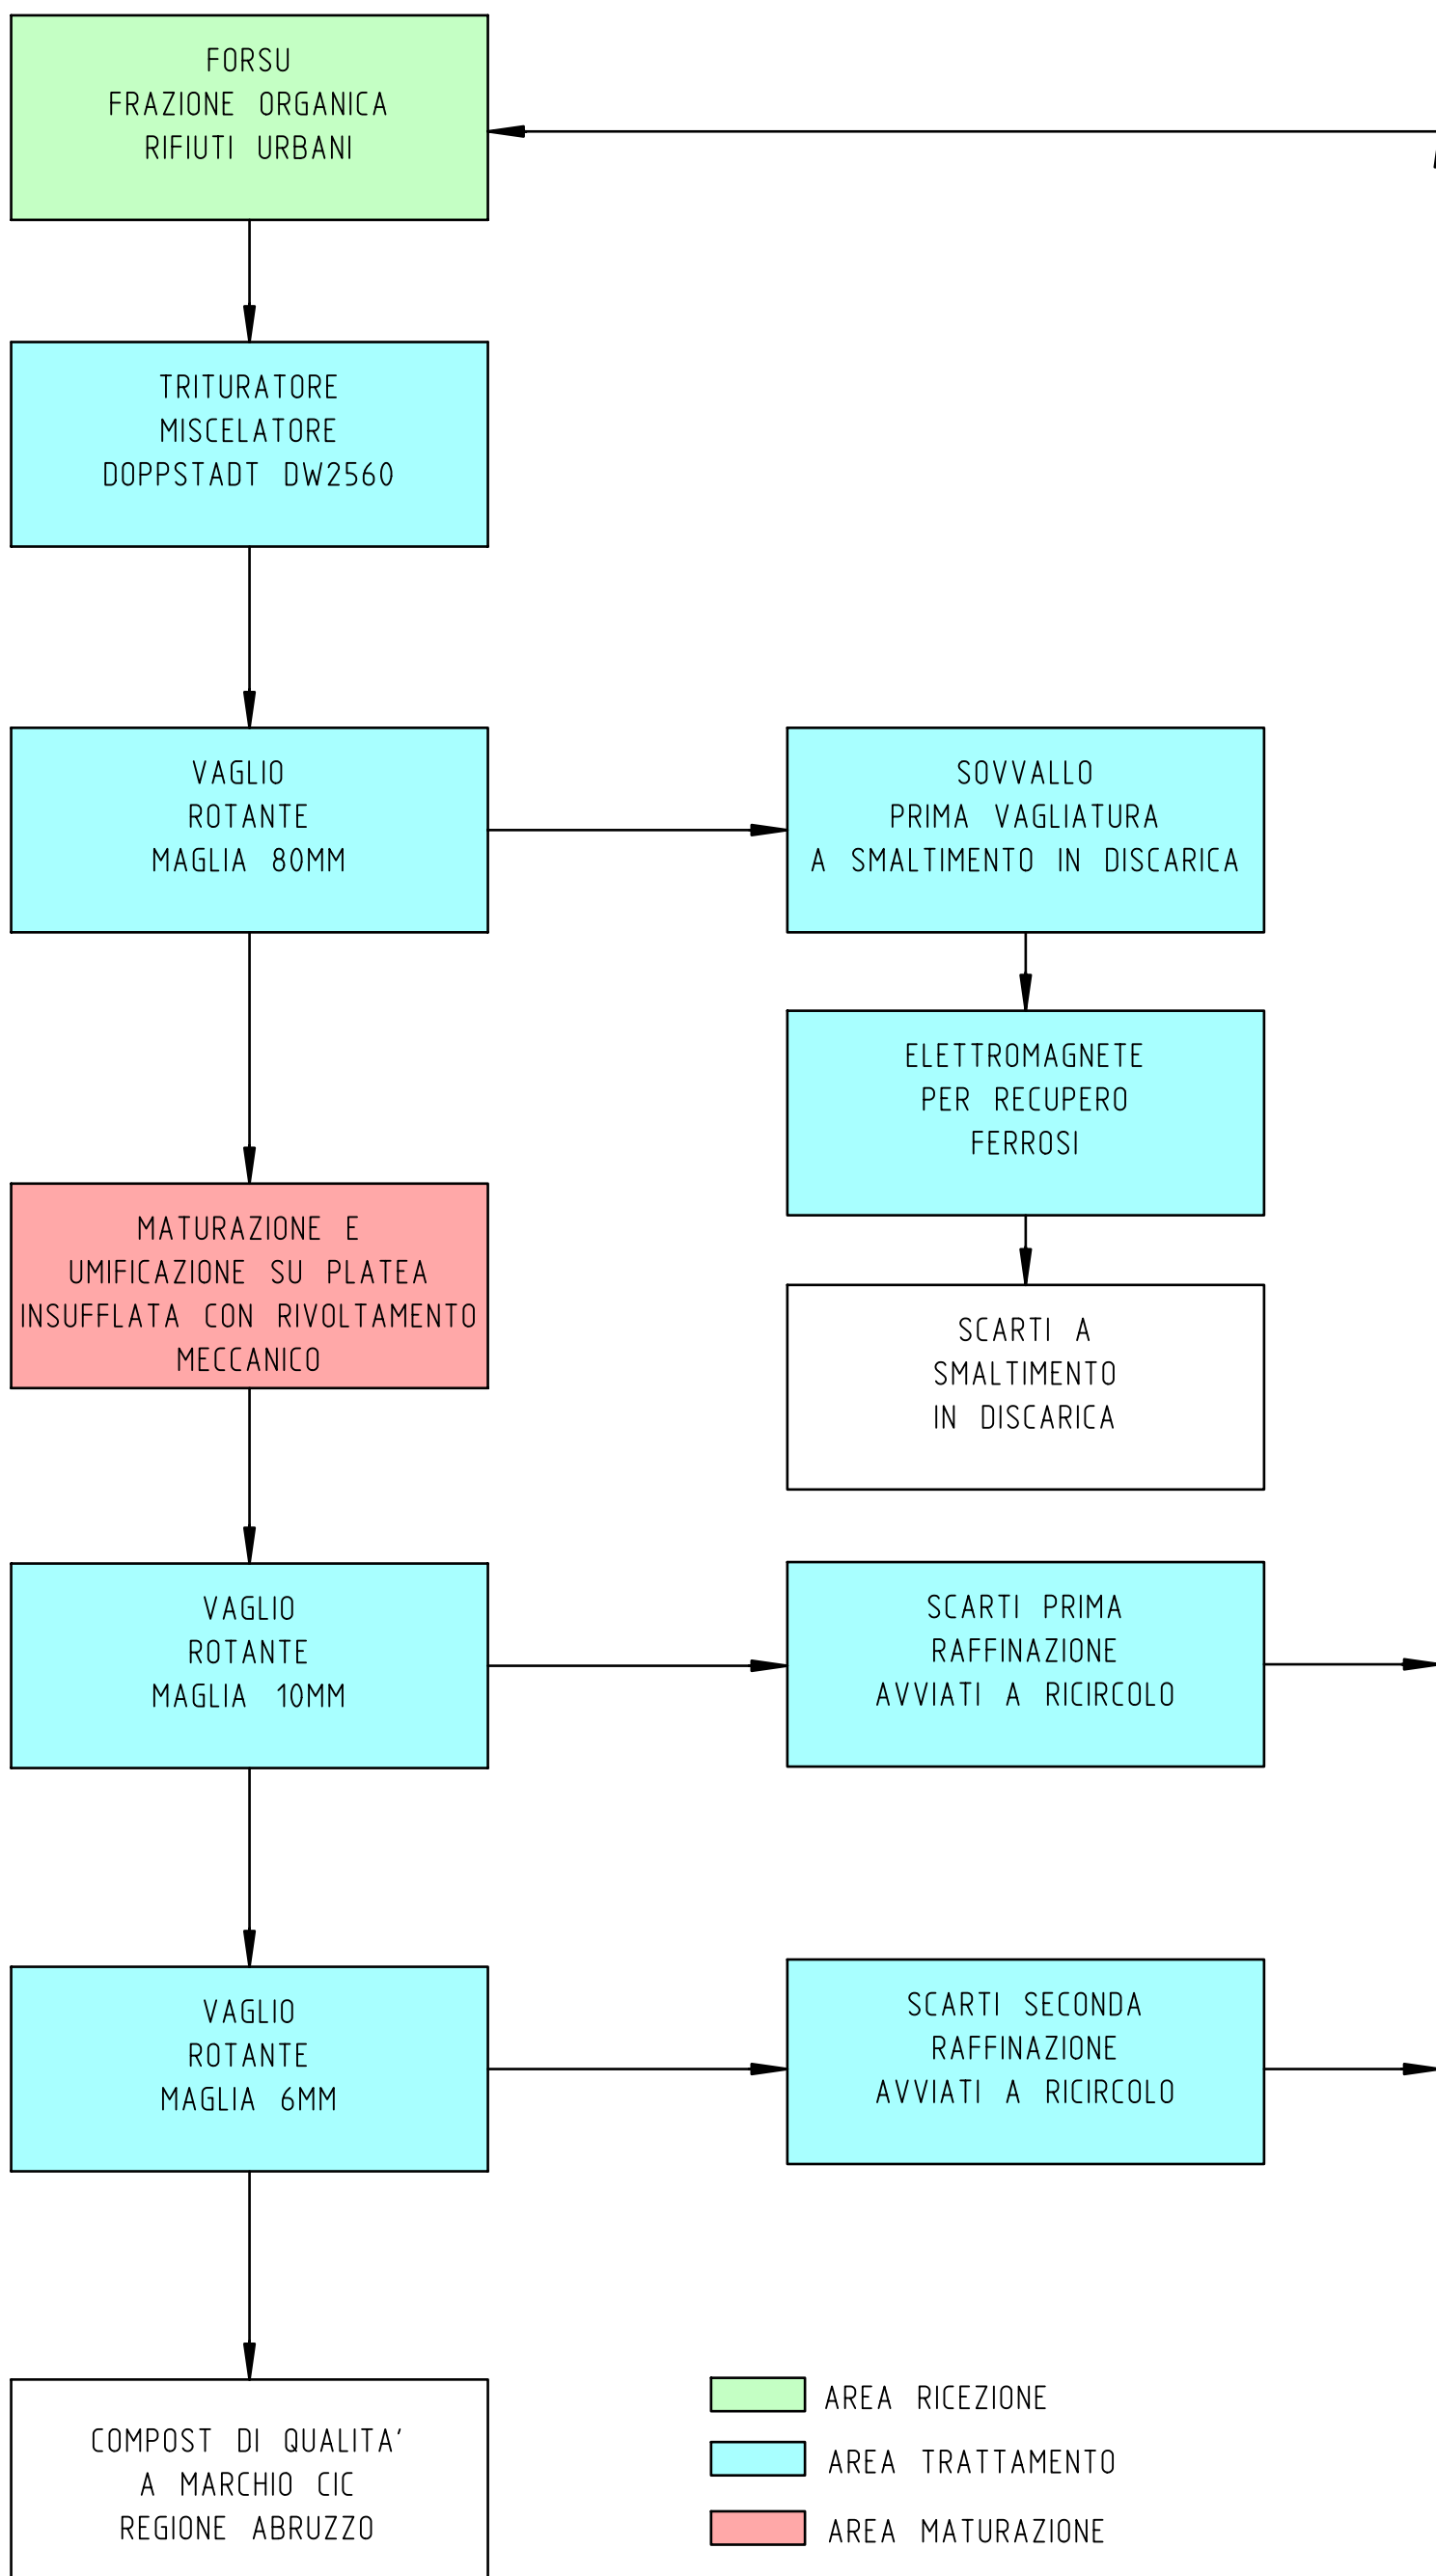 FORSU
FRAZIONE ORGANICA
RIFIUTI URBANI
TRITURATORE
MISCELATORE
DOPPSTADT DW2560
VAGLIO
ROTANTE
MAGLIA 80MM
SOVVALLO
PRIMA VAGLIATURA
A SMALTIMENTO IN DISCARICA
ELETTROMAGNETE
PER RECUPERO
FERROSI
MATURAZIONE E
UMIFICAZIONE SU PLATEA
INSUFFLATA CON RIVOLTAMENTO
MECCANICO
SCARTI A
SMALTIMENTO
IN DISCARICA
VAGLIO
ROTANTE
MAGLIA 10MM
SCARTI PRIMA
RAFFINAZIONE
AVVIATI A RICIRCOLO
VAGLIO
ROTANTE
MAGLIA 6MM
SCARTI SECONDA
RAFFINAZIONE
AVVIATI A RICIRCOLO
COMPOST DI QUALITA'
A MARCHIO CIC
REGIONE ABRUZZO
AREA RICEZIONE
AREA TRATTAMENTO
AREA MATURAZIONE